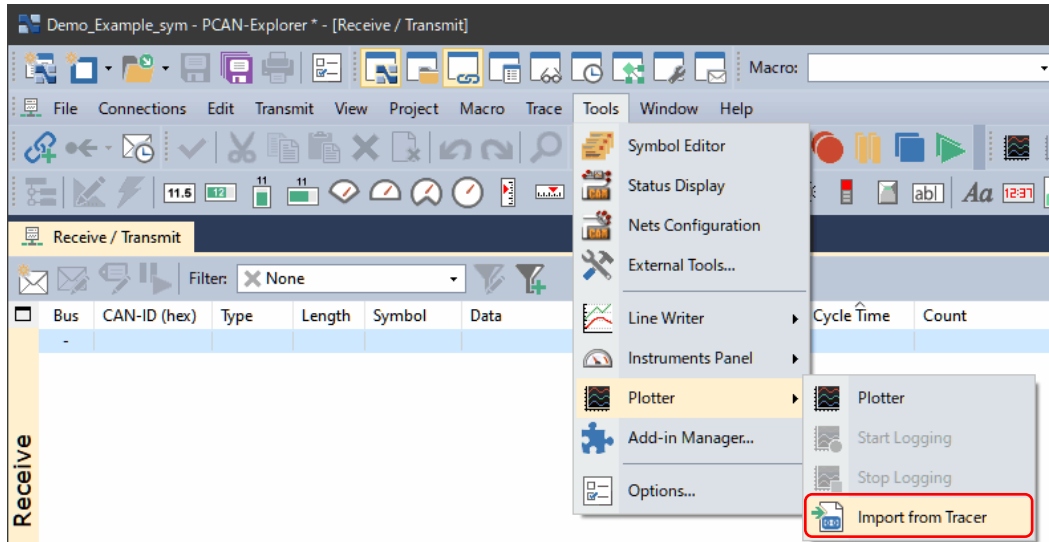 Demo_Example_sym - PCAN-Explorer * - [Receive / Transmit]
Macro:
File Connections Edit Transmit View Project Macro Trace Tools Window Help
Symbol Editor
11.5 12 11 11
Status Display
abl Aa 12:37
Receive / Transmit
Nets Configuration
Filter: None
External Tools...
Bus CAN-ID (hex) Type Length Symbol Data Cycle Time Count
-
Line Writer
Instruments Panel
Plotter
Plotter
Add-in Manager...
Start Logging
Stop Logging
Options...
Import from Tracer
Receive